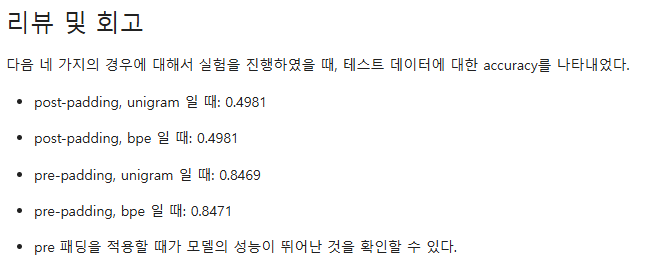 리뷰 및 회고
다음 네 가지의 경우에 대해서 실험을 진행하였을 때, 테스트 데이터에 대한 accuracy를 나타내었다.
• post-padding, unigram 일 때: 0.4981
• post-padding, bpe 일 때: 0.4981
• pre-padding, unigram 일 때: 0.8469
• pre-padding, bpe 일 때: 0.8471
• pre 패딩을 적용할 때가 모델의 성능이 뛰어난 것을 확인할 수 있다.